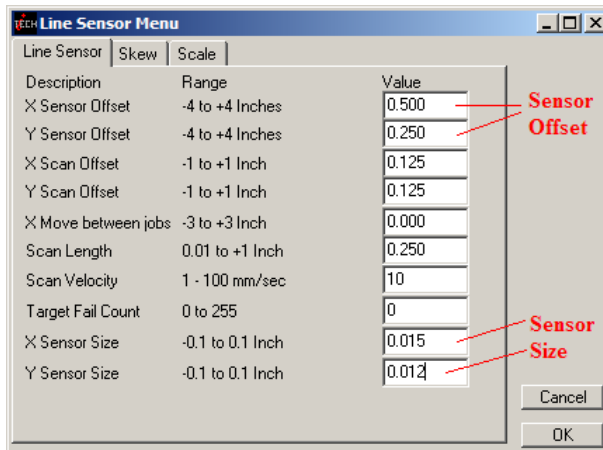 TECH Line Sensor Menu
Line Sensor Skew Scale
Description Range Value
X Sensor Offset -4 to +4 Inches 0.500 Sensor
Y Sensor Offset -4 to +4 Inches 0.250 Offset
X Scan Offset -1 to +1 Inch 0.125
Y Scan Offset -1 to +1 Inch 0.125
X Move between jobs -3 to +3 Inch 0.000
Scan Length 0.01 to +1 Inch 0.250
Scan Velocity 1 - 100 mm/sec 10
Target Fail Count 0 to 255 0
X Sensor Size -0.1 to 0.1 Inch 0.015 Sensor
Y Sensor Size -0.1 to 0.1 Inch 0.012 Size
Cancel
OK